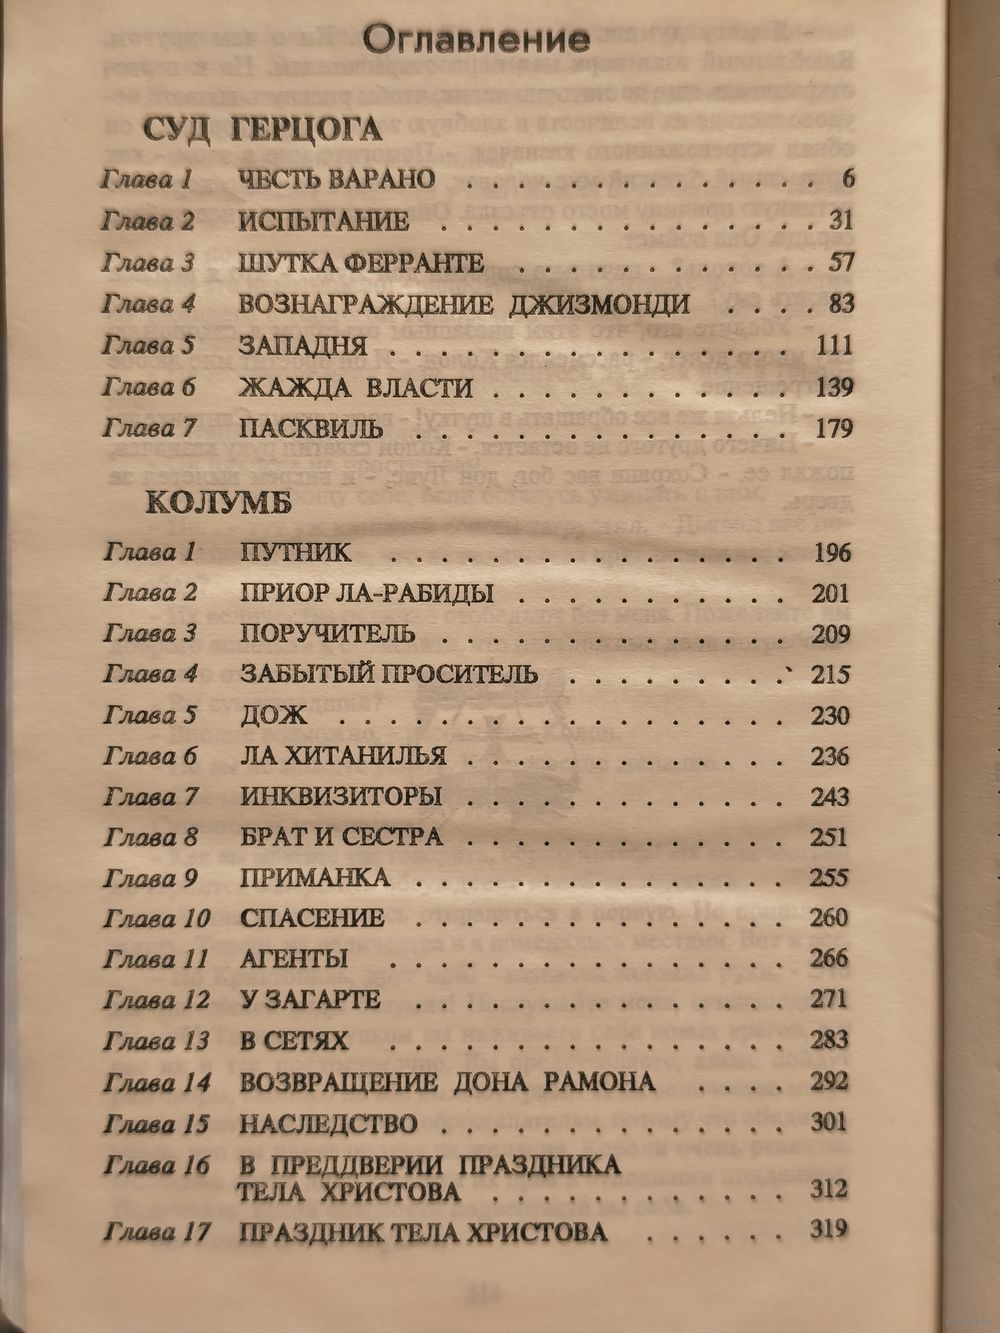 Оглавление
СУД ГЕРЦОГА
Глава 1 ЧЕСТЬ ВАРАНО . . . . . . . . . . . . . . . 6
Глава 2 ИСПЫТАНИЕ . . . . . . . . . . . . . . . 31
Глава 3 ШУТКА ФЕРРАНТЕ . . . . . . . . . . . . 57
Глава 4 ВОЗНАГРАЖДЕНИЕ ДЖИЗМОНДИ . . . . 83
Глава 5 ЗАПАДНЯ . . . . . . . . . . . . . . . . 111
Глава 6 ЖАЖДА ВЛАСТИ . . . . . . . . . . . . 139
Глава 7 ПАСКВИЛЬ . . . . . . . . . . . . . . . 179
КОЛУМБ
Глава 1 ПУТНИК . . . . . . . . . . . . . . . . 196
Глава 2 ПРИОР ЛА-РАБИДЫ . . . . . . . . . . . 201
Глава 3 ПОРУЧИТЕЛЬ . . . . . . . . . . . . . . 209
Глава 4 ЗАБЫТЫЙ ПРОСИТЕЛЬ . . . . . . . . . 215
Глава 5 ДОЖ . . . . . . . . . . . . . . . . . . 230
Глава 6 ЛА ХИТАНИЛЬЯ . . . . . . . . . . . . . 236
Глава 7 ИНКВИЗИТОРЫ . . . . . . . . . . . . . 243
Глава 8 БРАТ И СЕСТРА . . . . . . . . . . . . . 251
Глава 9 ПРИМАНКА . . . . . . . . . . . . . . . 255
Глава 10 СПАСЕНИЕ . . . . . . . . . . . . . . . 260
Глава 11 АГЕНТЫ . . . . . . . . . . . . . . . . 266
Глава 12 У ЗАГАРТЕ . . . . . . . . . . . . . . . 271
Глава 13 В СЕТЯХ . . . . . . . . . . . . . . . . 283
Глава 14 ВОЗВРАЩЕНИЕ ДОНА РАМОНА . . . . 292
Глава 15 НАСЛЕДСТВО . . . . . . . . . . . . . . 301
Глава 16 В ПРЕДДВЕРИИ ПРАЗДНИКА
ТЕЛА ХРИСТОВА . . . . . . . . . . . . 312
Глава 17 ПРАЗДНИК ТЕЛА ХРИСТОВА . . . . . . 319